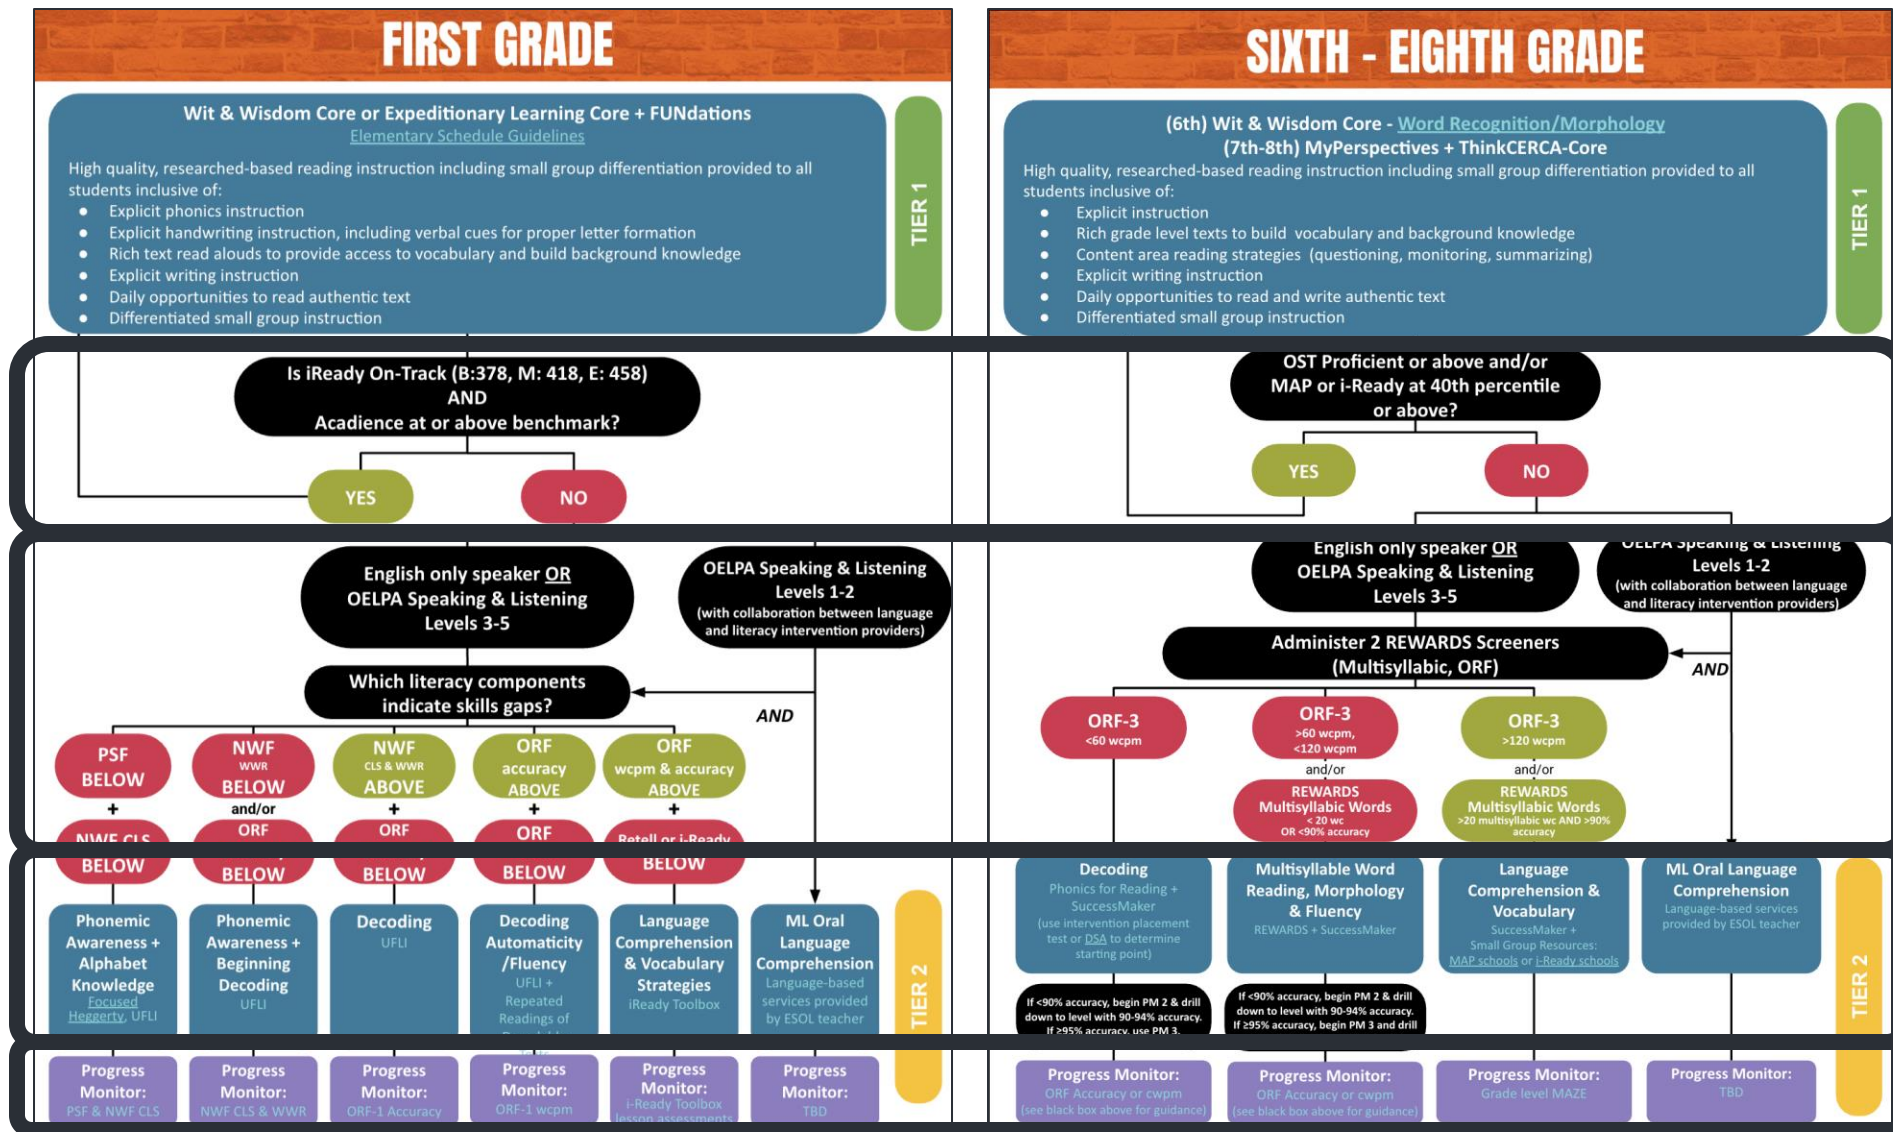 FIRST GRADE
Wit & Wisdom Core or Expeditionary Learning Core + FUNdations
Elementary Schedule Guidelines
High quality, researched-based reading instruction including small group differentiation provided to all
students inclusive of:
● Explicit phonics instruction
● Explicit handwriting instruction, including verbal cues for proper letter formation
● Rich text read alouds to provide access to vocabulary and build background knowledge
● Explicit writing instruction
● Daily opportunities to read authentic text
● Differentiated small group instruction
TIER 1
Is iReady On-Track (B:378, M: 418, E: 458)
AND
Acadience at or above benchmark?
YES
NO
English only speaker OR
OELPA Speaking & Listening
Levels 3-5
OELPA Speaking & Listening
Levels 1-2
(with collaboration between language
and literacy intervention providers)
Which literacy components
indicate skills gaps?
AND
PSF
BELOW
+
NWF CLS
BELOW
NWF
WWR
BELOW
and/or
ORF
BELOW
NWF
CLS & WWR
ABOVE
+
ORF
BELOW
ORF
accuracy
ABOVE
+
ORF
BELOW
ORF
wcpm & accuracy
ABOVE
+
Retell or i-Ready
BELOW
Phonemic
Awareness +
Alphabet
Knowledge
Focused
Heggerty, UFLI
Phonemic
Awareness +
Beginning
Decoding
UFLI
Decoding
UFLI
Decoding
Automaticity
/Fluency
UFLI +
Repeated
Readings of
Language
Comprehension
& Vocabulary
Strategies
iReady Toolbox
ML Oral
Language
Comprehension
Language-based
services provided
by ESOL teacher
TIER 2
Progress
Monitor:
PSF & NWF CLS
Progress
Monitor:
NWF CLS & WWR
Progress
Monitor:
ORF-1 Accuracy
Progress
Monitor:
ORF-1 wcpm
Progress
Monitor:
i-Ready Toolbox
lesson assessments
Progress
Monitor:
TBD
SIXTH - EIGHTH GRADE
(6th) Wit & Wisdom Core - Word Recognition/Morphology
(7th-8th) MyPerspectives + ThinkCERCA-Core
High quality, researched-based reading instruction including small group differentiation provided to all
students inclusive of:
● Explicit instruction
● Rich grade level texts to build vocabulary and background knowledge
● Content area reading strategies (questioning, monitoring, summarizing)
● Explicit writing instruction
● Daily opportunities to read and write authentic text
● Differentiated small group instruction
TIER 1
OST Proficient or above and/or
MAP or i-Ready at 40th percentile
or above?
YES
NO
English only speaker OR
OELPA Speaking & Listening
Levels 3-5
OELPA Speaking & Listening
Levels 1-2
(with collaboration between language
and literacy intervention providers)
Administer 2 REWARDS Screeners
(Multisyllabic, ORF)
AND
ORF-3
<60 wcpm
ORF-3
>60 wcpm,
<120 wcpm
and/or
REWARDS
Multisyllabic Words
< 20 wc
OR <90% accuracy
ORF-3
>120 wcpm
and/or
REWARDS
Multisyllabic Words
>20 multisyllabic wc AND >90%
accuracy
Decoding
Phonics for Reading +
SuccessMaker
(use intervention placement
test or DSA to determine
starting point)
Multisyllable Word
Reading, Morphology
& Fluency
REWARDS + SuccessMaker
Language
Comprehension &
Vocabulary
SuccessMaker +
Small Group Resources:
MAP schools or i-Ready schools
ML Oral Language
Comprehension
Language-based services
provided by ESOL teacher
If <90% accuracy, begin PM 2 & drill
down to level with 90-94% accuracy.
If ≥95% accuracy, use PM 3.
If <90% accuracy, begin PM 2 & drill
down to level with 90-94% accuracy.
If ≥95% accuracy, begin PM 3 and drill
TIER 2
Progress Monitor:
ORF Accuracy or cwpm
(see black box above for guidance)
Progress Monitor:
ORF Accuracy or cwpm
(see black box above for guidance)
Progress Monitor:
Grade level MAZE
Progress Monitor:
TBD